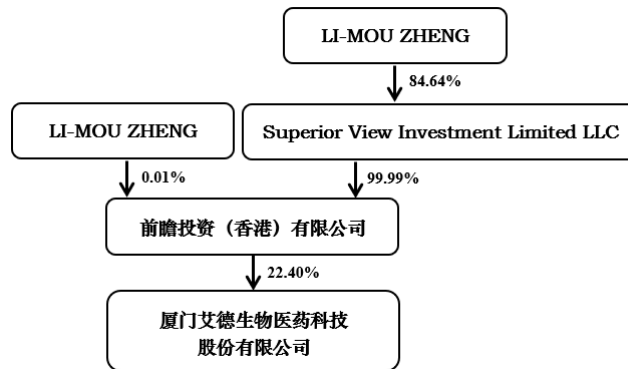 LI-MOU ZHENG
84.64%
LI-MOU ZHENG
Superior View Investment Limited LLC
0.01%
99.99%
前瞻投资（香港）有限公司
22.40%
厦门艾德生物医药科技
股份有限公司